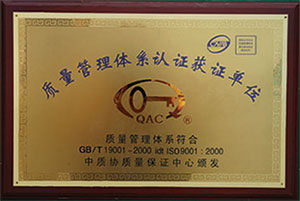 质量管理体系认证获证单位
QAC ®
质量管理体系符合
GB/T 19001-2000 idt ISO9001:2000
中质协质量保证中心颁发